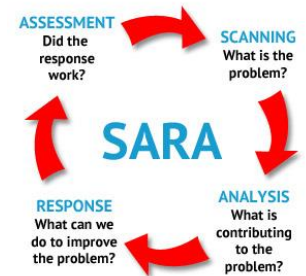 ASSESSMENT
Did the
response
work?
SCANNING
What is the
problem?
SARA
ANALYSIS
What is
contributing
to the
problem?
RESPONSE
What can we
do to improve
the problem?